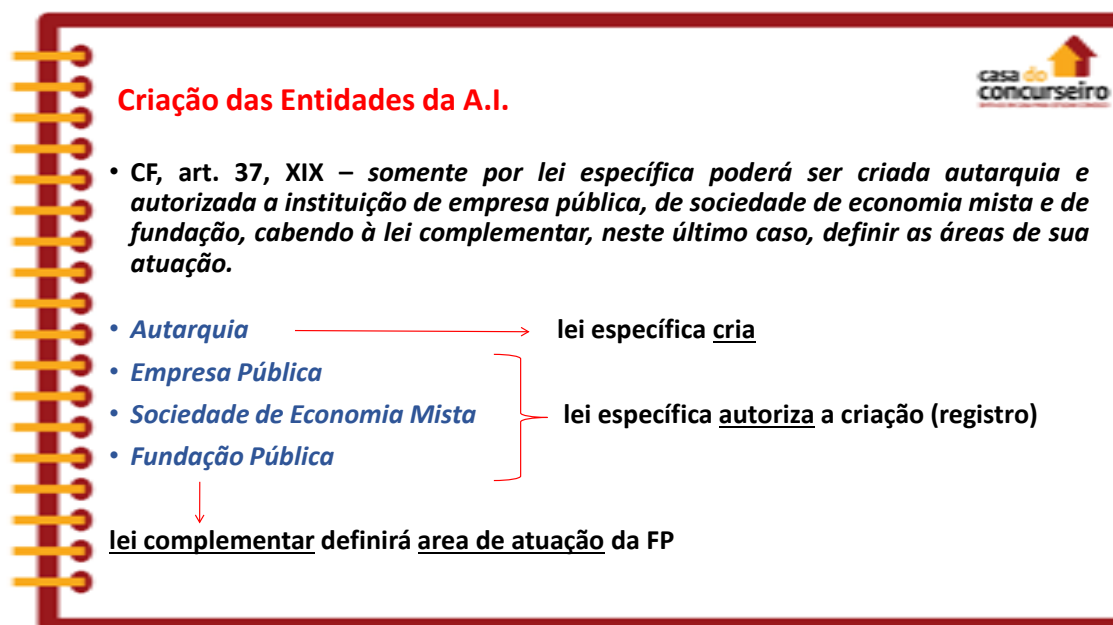 casa do
concurseiro
Criação das Entidades da A.I.
• CF, art. 37, XIX – somente por lei específica poderá ser criada autarquia e
autorizada a instituição de empresa pública, de sociedade de economia mista e de
fundação, cabendo à lei complementar, neste último caso, definir as áreas de sua
atuação.
• Autarquia
lei específica cria
• Empresa Pública
• Sociedade de Economia Mista
lei específica autoriza a criação (registro)
• Fundação Pública
lei complementar definirá area de atuação da FP